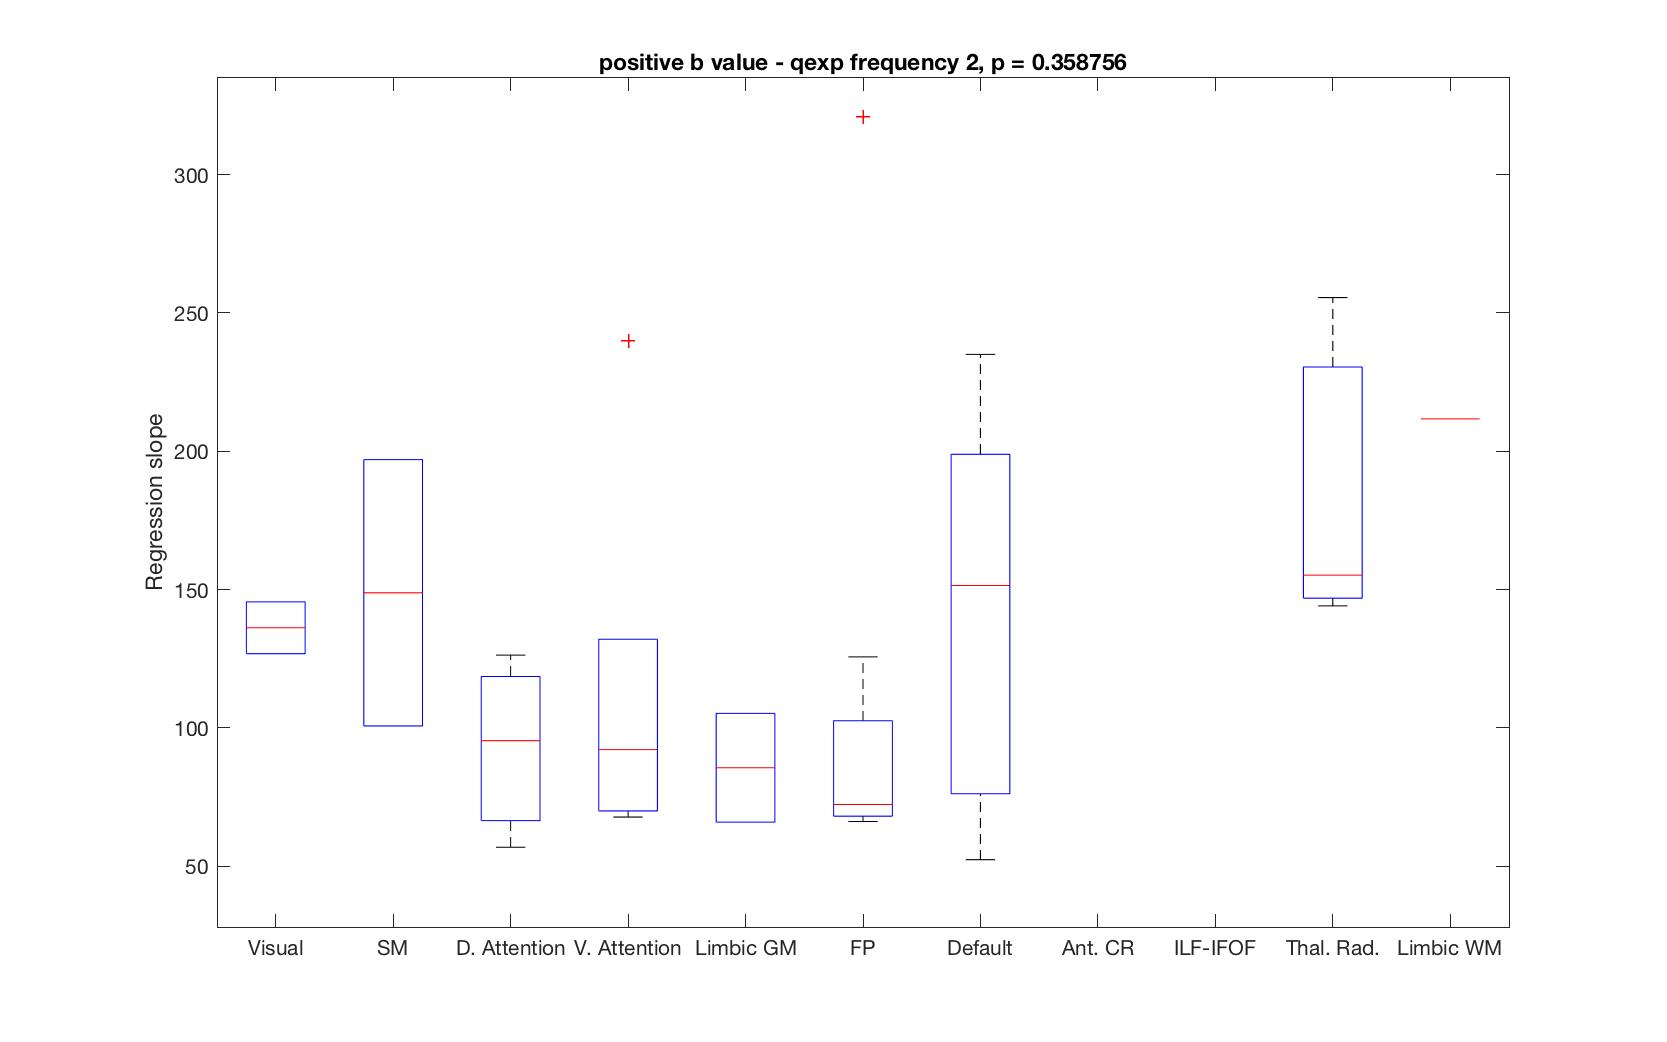 positive b value - qexp frequency 2, p = 0.358756
Regression slope
300
250
200
150
100
50
Visual SM D. Attention V. Attention Limbic GM FP Default Ant. CR ILF-IFOF Thal. Rad. Limbic WM